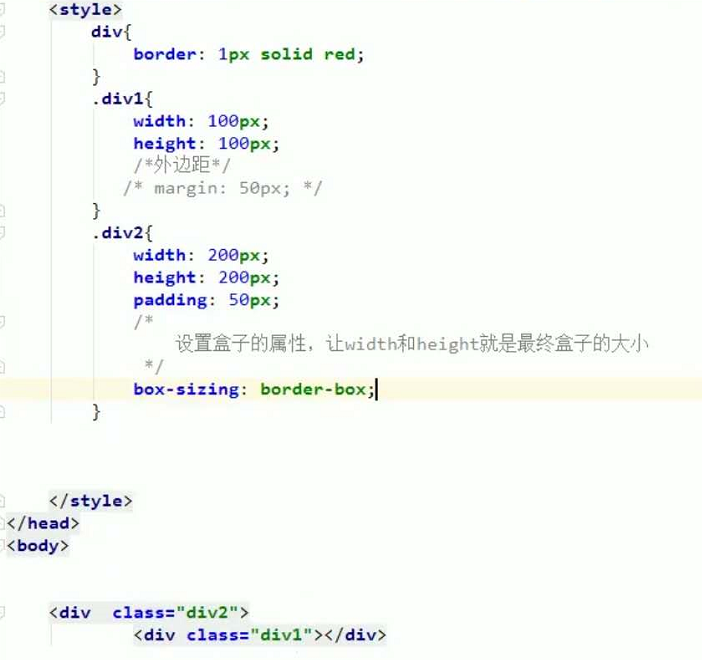 <style>
div{
border: 1px solid red;
}
.div1{
width: 100px;
height: 100px;
/*外边距*/
/* margin: 50px; */
}
.div2{
width: 200px;
height: 200px;
padding: 50px;
/*
设置盒子的属性，让width和height就是最终盒子的大小
*/
box-sizing: border-box;
}
</style>
</head>
<body>
<div  class="div2">
<div class="div1"></div>